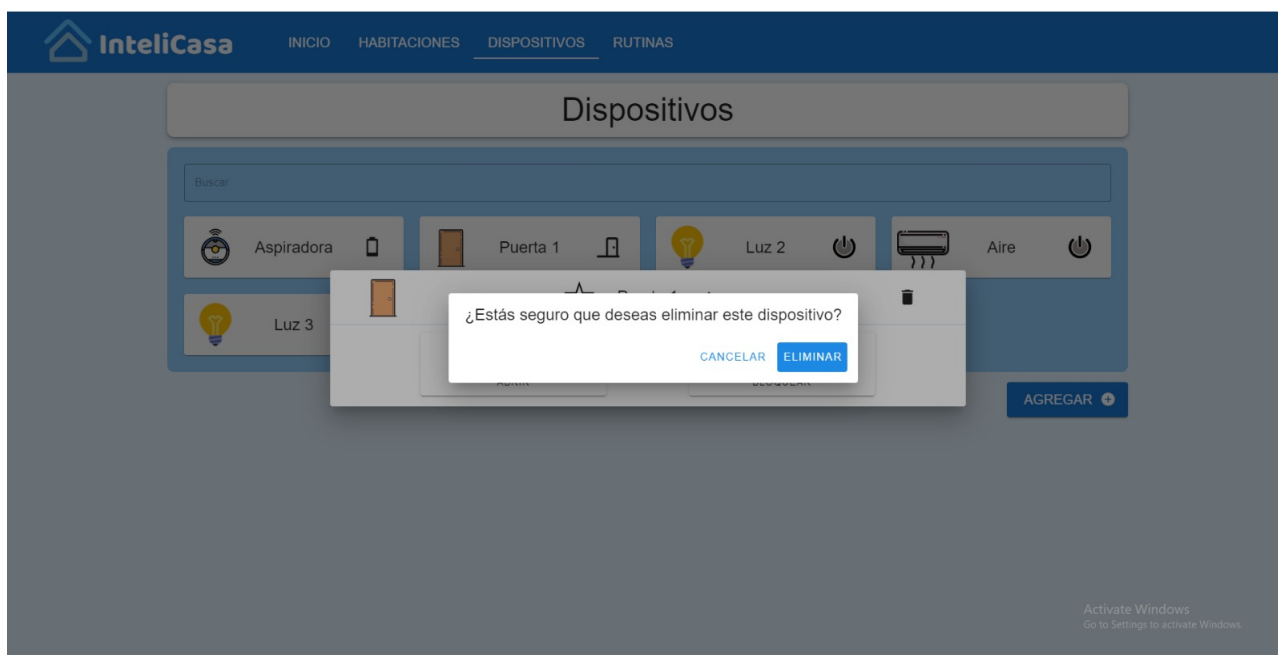 InteliCasa INICIO HABITACIONES DISPOSITIVOS RUTINAS
Dispositivos
Buscar
Aspiradora Puerta 1 Luz 2 Aire
¿Estás seguro que deseas eliminar este dispositivo?
Luz 3
CANCELAR ELIMINAR
AGREGAR
Activate Windows
Go to Settings to activate Windows.